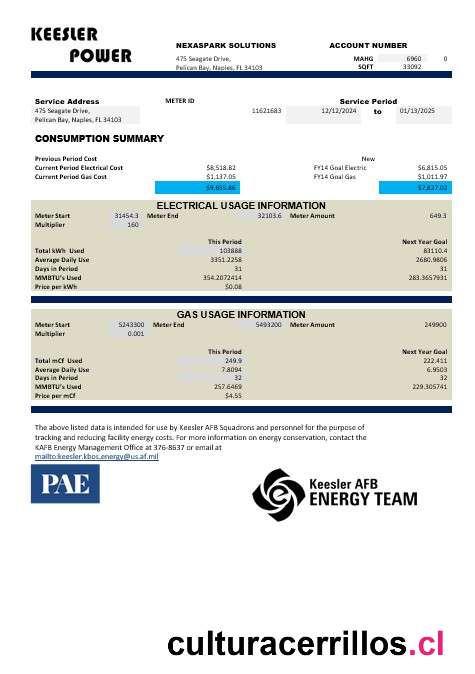 KEESLER
POWER
NEXASPARK SOLUTIONS ACCOUNT NUMBER
475 Seagate Drive, MAHG 6960 0
Pelican Bay, Naples, FL 34103 SQFT 33092
Service Address METER ID Service Period
475 Seagate Drive, 11621683 12/12/2024 to 01/13/2025
Pelican Bay, Naples, FL 34103
CONSUMPTION SUMMARY
Previous Period Cost New
Current Period Electrical Cost $8,518.82 FY14 Goal Electric $6,815.05
Current Period Gas Cost $1,137.05 FY14 Goal Gas $1,011.97
$9,655.86 $7,827.02
ELECTRICAL USAGE INFORMATION
Meter Start 31454.3 Meter End 32103.6 Meter Amount 649.3
Multiplier 160
This Period Next Year Goal
Total kWh Used 103888 83110.4
Average Daily Use 3351.2258 2680.9806
Days in Period 31 31
MMBTU's Used 354.2072414 283.3657931
Price per kWh $0.08
GAS USAGE INFORMATION
Meter Start 5243300 Meter End 5493200 Meter Amount 249900
Multiplier 0.001
This Period Next Year Goal
Total mCf Used 249.9 222.411
Average Daily Use 7.8094 6.9503
Days in Period 32 32
MMBTU's Used 257.6469 229.305741
Price per mCf $4.55
The above listed data is intended for use by Keesler AFB Squadrons and personnel for the purpose of
tracking and reducing facility energy costs. For more information on energy conservation, contact the
KAFB Energy Management Office at 376-8637 or email at
mailto:keesler.kbos.energy@us.af.mil
PAE
Keesler AFB
ENERGY TEAM
culturacerrillos.cl